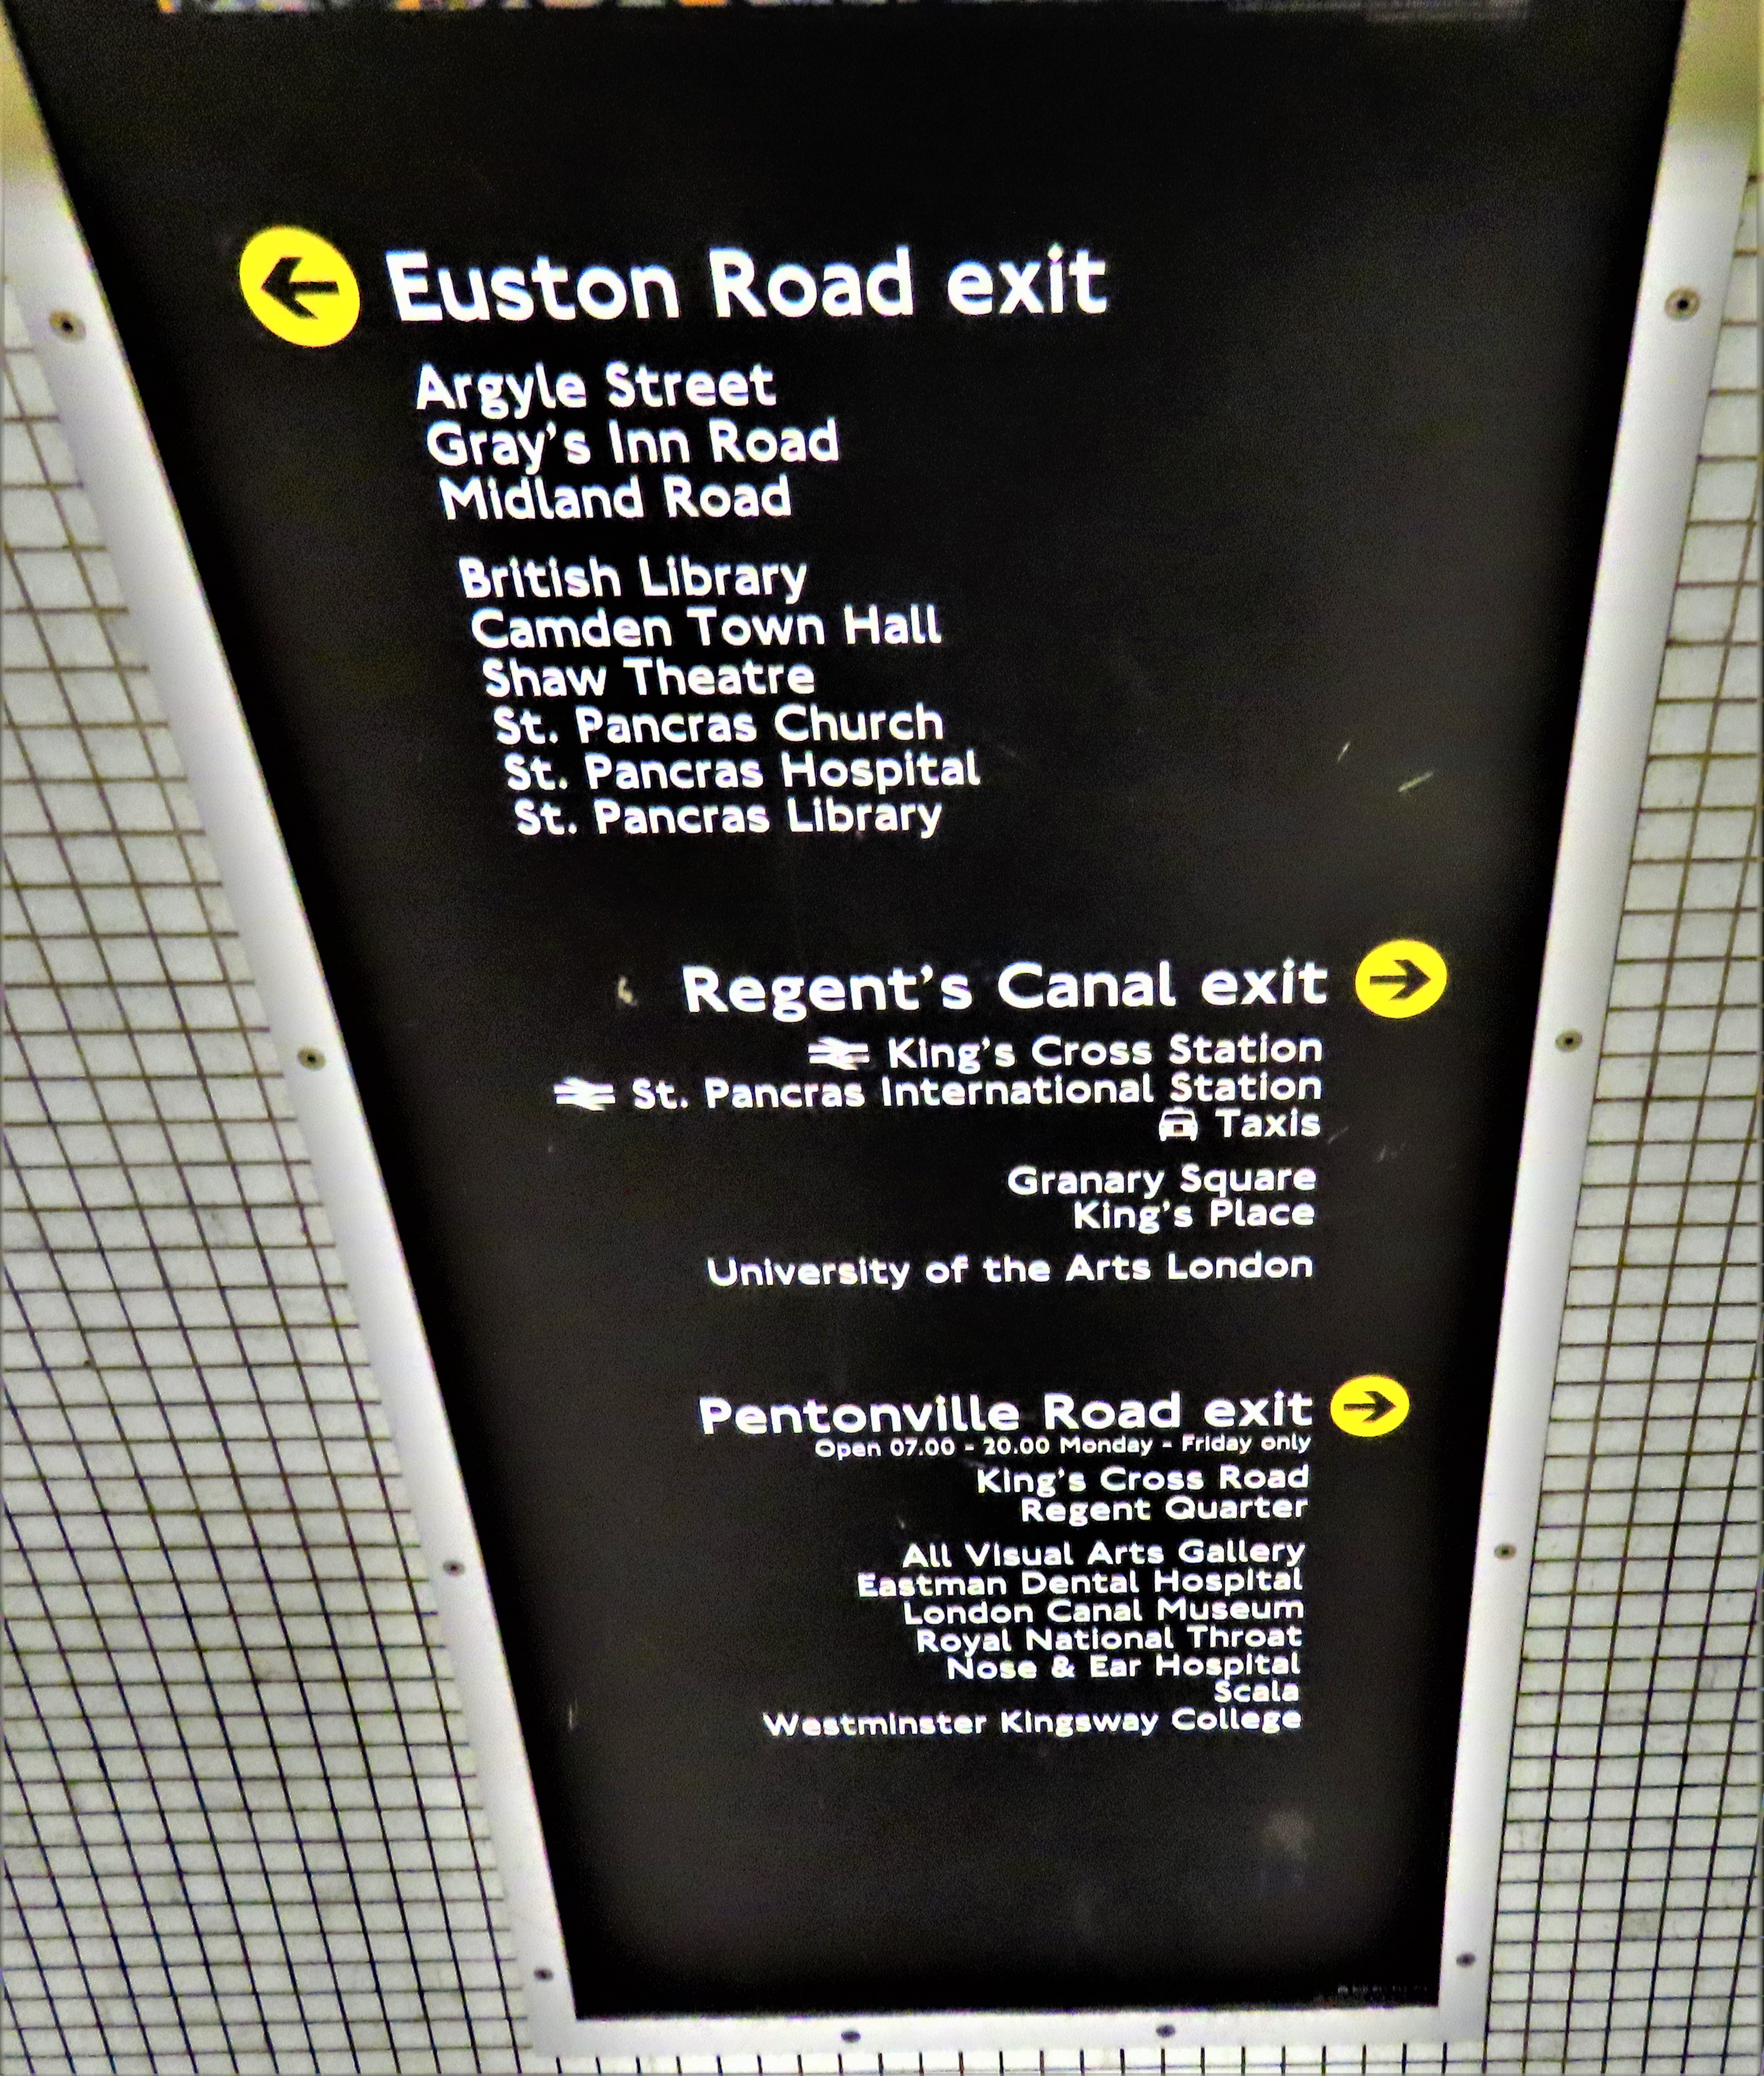 Euston Road exit
Argyle Street
Gray's Inn Road
Midland Road
British Library
Camden Town Hall
Shaw Theatre
St. Pancras Church
St. Pancras Hospital
St. Pancras Library
Regent's Canal exit
King's Cross Station
St. Pancras International Station
Taxis
Granary Square
King's Place
University of the Arts London
Pentonville Road exit
Open 07.00 - 20.00 Monday - Friday only
King's Cross Road
Regent Quarter
All Visual Arts Gallery
Eastman Dental Hospital
London Canal Museum
Royal National Throat
Nose & Ear Hospital
Scala
Westminster Kingsway College